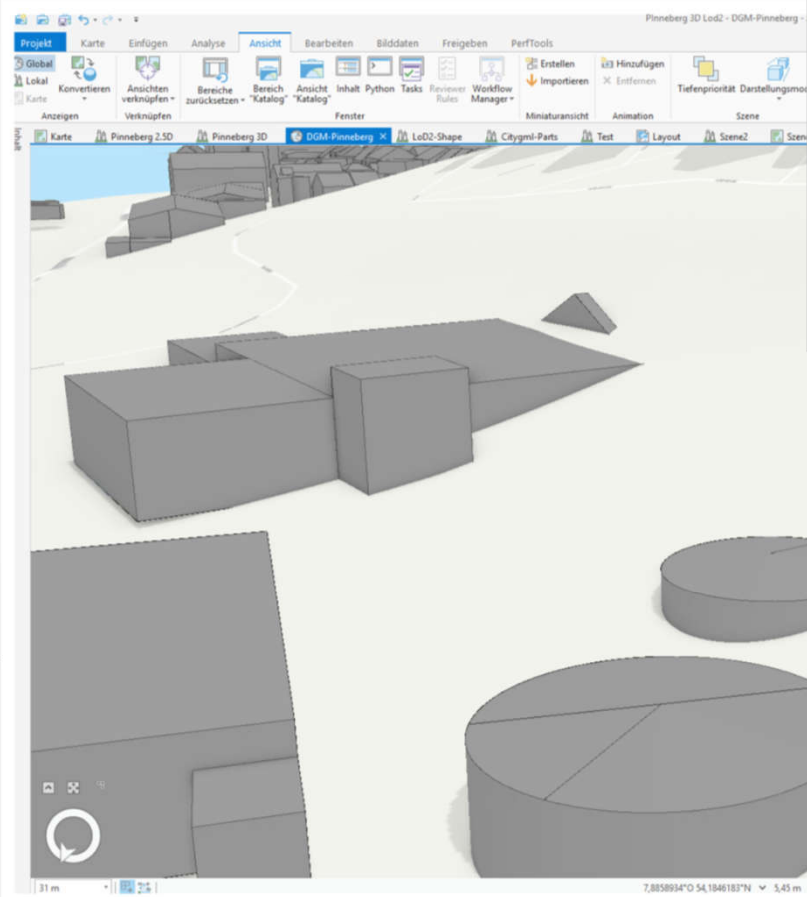 Pinneberg 3D Lod2 - DGM-Pinneberg -
Projekt Karte Einfügen Analyse Ansicht Bearbeiten Bilddaten Freigeben PerfTools
Global
Lokal
Karte
Konvertieren
Anzeigen
Ansichten
verknüpfen
Verknüpfen
Bereiche
zurücksetzen
Bereich
"Katalog"
Ansicht
"Katalog"
Inhalt
Python
Tasks
Reviewer
Rules
Workflow
Manager
Fenster
Erstellen
Importieren
Miniaturansicht
Hinzufügen
Entfernen
Animation
Tiefenpriorität
Darstellungsmod
Szene
Inhalt
Karte Pinneberg 2.5D Pinneberg 3D DGM-Pinneberg × LoD2-Shape Citygml-Parts Test Layout Szene2 Szen
31 m
7,8858934°O 54,1846183°N 5,45 m